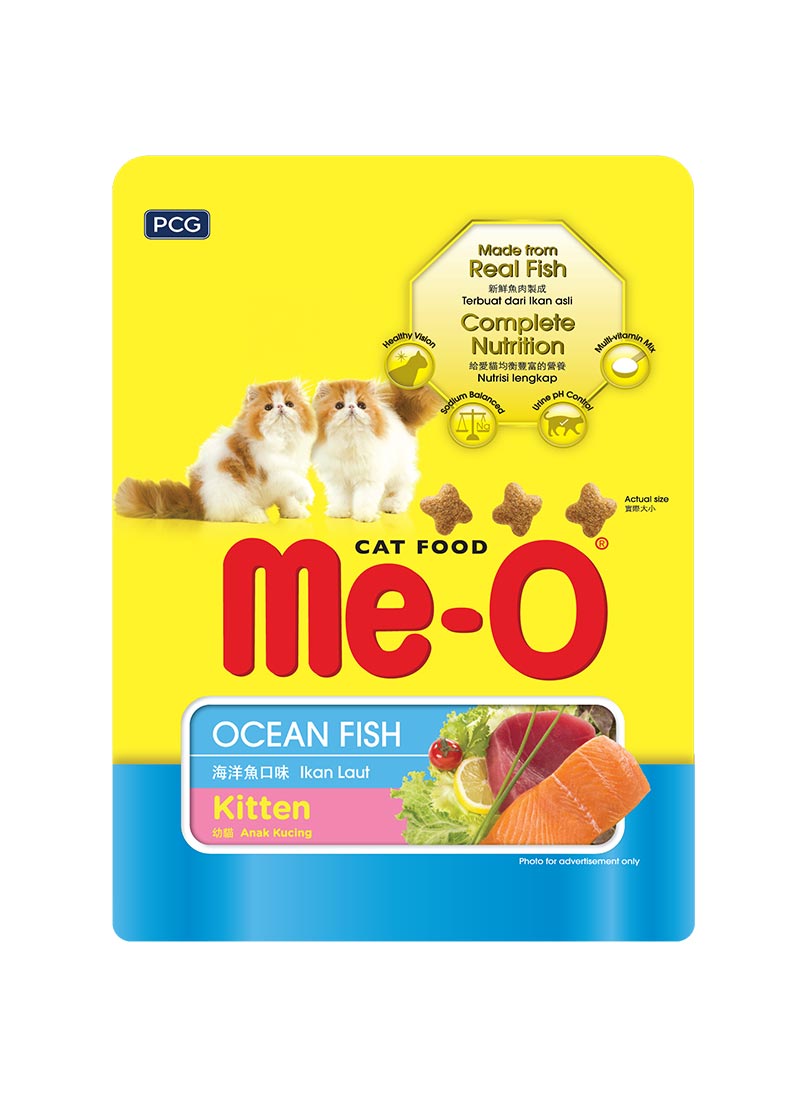 PCG
Made from
Real Fish
新鮮魚肉製成
Terbuat dari Ikan asli
Complete
Nutrition
給愛貓均衡豐富的營養
Nutrisi lengkap
Healthy Vision
Sodium Balanced
Na
Urine pH Control
Multi-vitamin Mix
Actual size
實際大小
CAT FOOD
Me-O®
OCEAN FISH
海洋魚口味 Ikan Laut
Kitten
幼貓 Anak Kucing
Photo for advertisement only